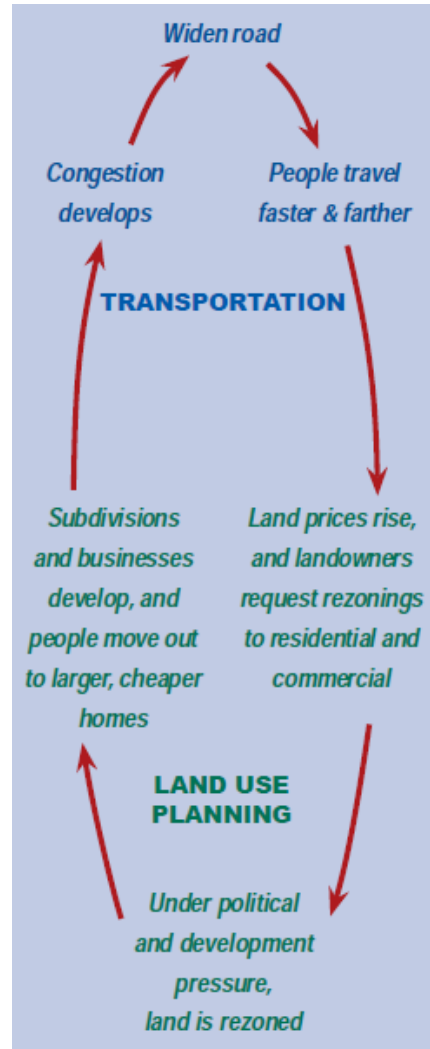 Widen road
People travel
faster & farther
Congestion
develops
TRANSPORTATION
Land prices rise,
and landowners
request rezonings
to residential and
commercial
Subdivisions
and businesses
develop, and
people move out
to larger, cheaper
homes
LAND USE
PLANNING
Under political
and development
pressure,
land is rezoned